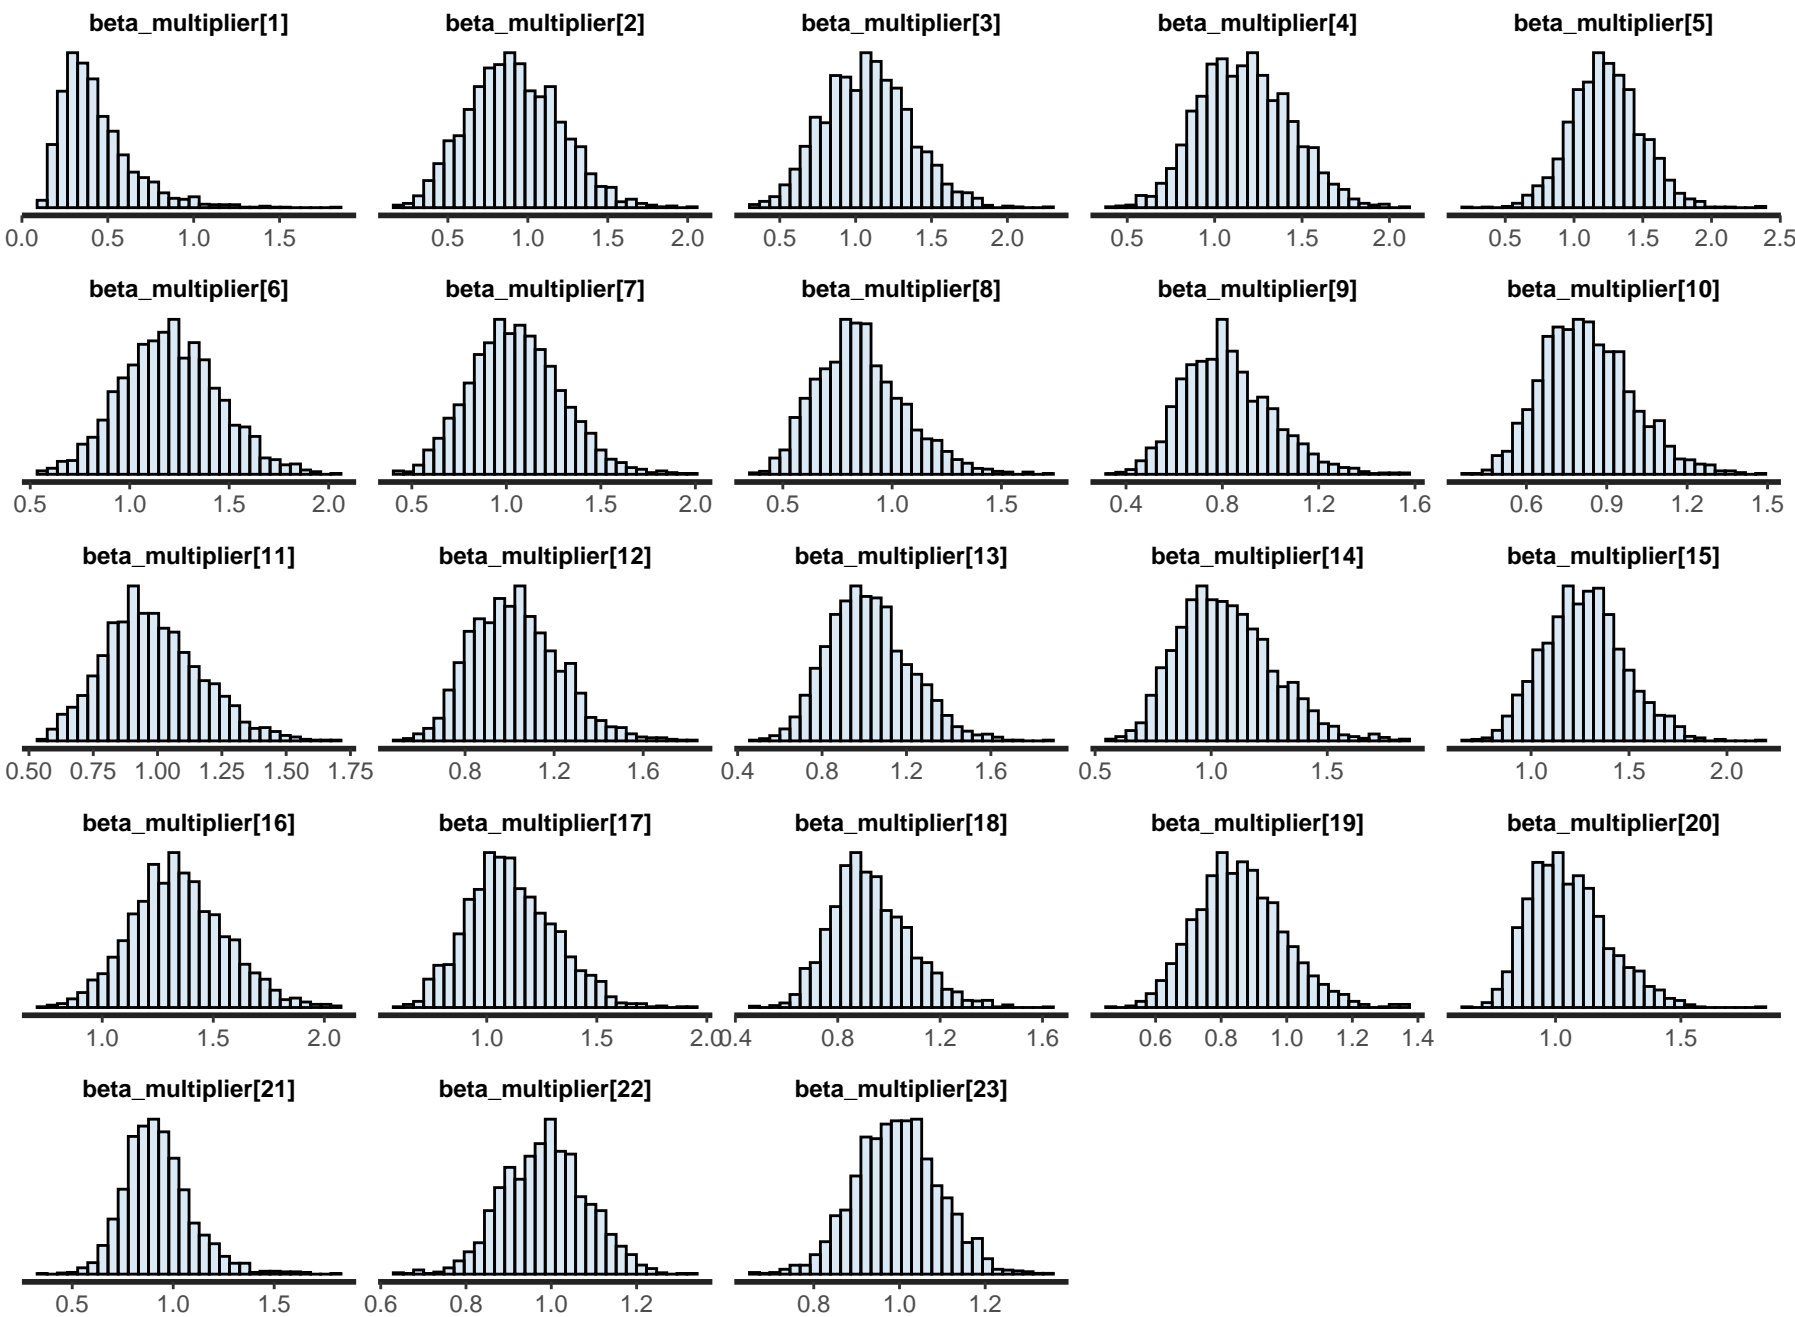 beta_multiplier[1] beta_multiplier[2] beta_multiplier[3] beta_multiplier[4] beta_multiplier[5]
0.0 0.5 1.0 1.5 0.5 1.0 1.5 2.0 0.5 1.0 1.5 2.0 0.5 1.0 1.5 2.0 0.5 1.0 1.5 2.0 2.5
beta_multiplier[6] beta_multiplier[7] beta_multiplier[8] beta_multiplier[9] beta_multiplier[10]
0.5 1.0 1.5 2.0 0.5 1.0 1.5 2.0 0.5 1.0 1.5 0.4 0.8 1.2 1.6 0.6 0.9 1.2 1.5
beta_multiplier[11] beta_multiplier[12] beta_multiplier[13] beta_multiplier[14] beta_multiplier[15]
0.50 0.75 1.00 1.25 1.50 1.75 0.8 1.2 1.6 0.4 0.8 1.2 1.6 0.5 1.0 1.5 1.0 1.5 2.0
beta_multiplier[16] beta_multiplier[17] beta_multiplier[18] beta_multiplier[19] beta_multiplier[20]
1.0 1.5 2.0 1.0 1.5 2.0 0.4 0.8 1.2 1.6 0.6 0.8 1.0 1.2 1.4 1.0 1.5
beta_multiplier[21] beta_multiplier[22] beta_multiplier[23]
0.5 1.0 1.5 0.6 0.8 1.0 1.2 0.8 1.0 1.2